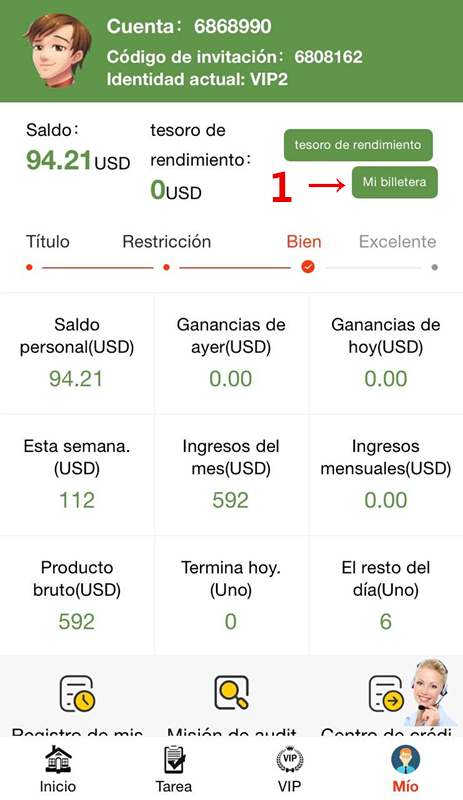 Cuenta： 6868990
Código de invitación： 6808162
Identidad actual: VIP2
Saldo：
94.21USD
tesoro de
rendimiento：
0USD
tesoro de rendimiento
1 → Mi billetera
Título Restricción Bien Excelente
Saldo
personal(USD)
94.21
Ganancias de
ayer(USD)
0.00
Ganancias de
hoy(USD)
0.00
Esta semana.
(USD)
112
Ingresos del
mes(USD)
592
Ingresos
mensuales(USD)
0.00
Producto
bruto(USD)
592
Termina hoy.
(Uno)
0
El resto del
día(Uno)
6
Registro de mis
Misión de audit
Centro de crédi
VIP
Inicio Tarea VIP Mío